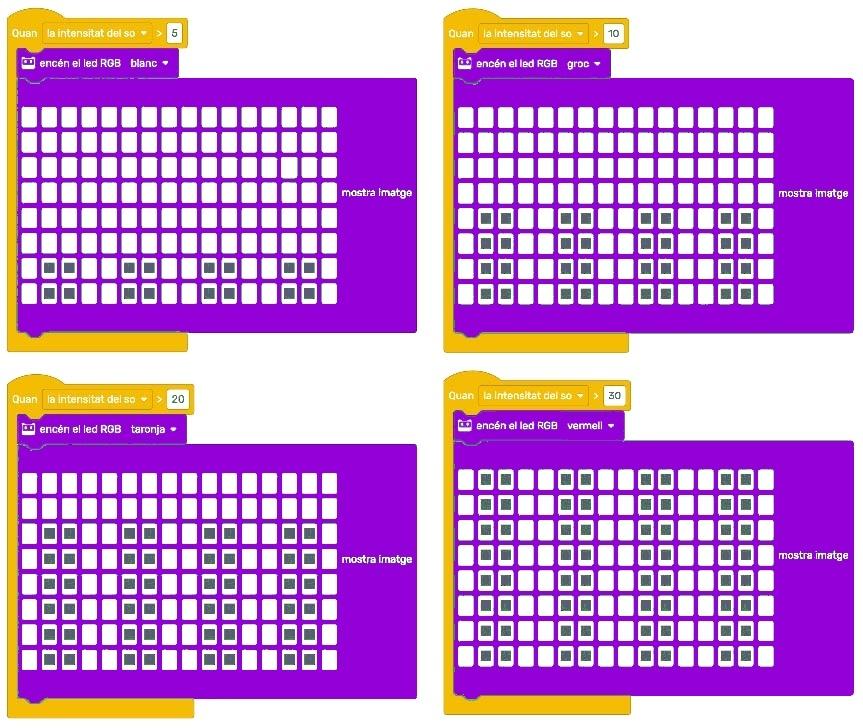 Quan la intensitat del so > 5
encén el led RGB blanc
mostra imatge
Quan la intensitat del so > 10
encén el led RGB groc
mostra imatge
Quan la intensitat del so > 20
encén el led RGB taronja
mostra imatge
Quan la intensitat del so > 30
encén el led RGB vermell
mostra imatge